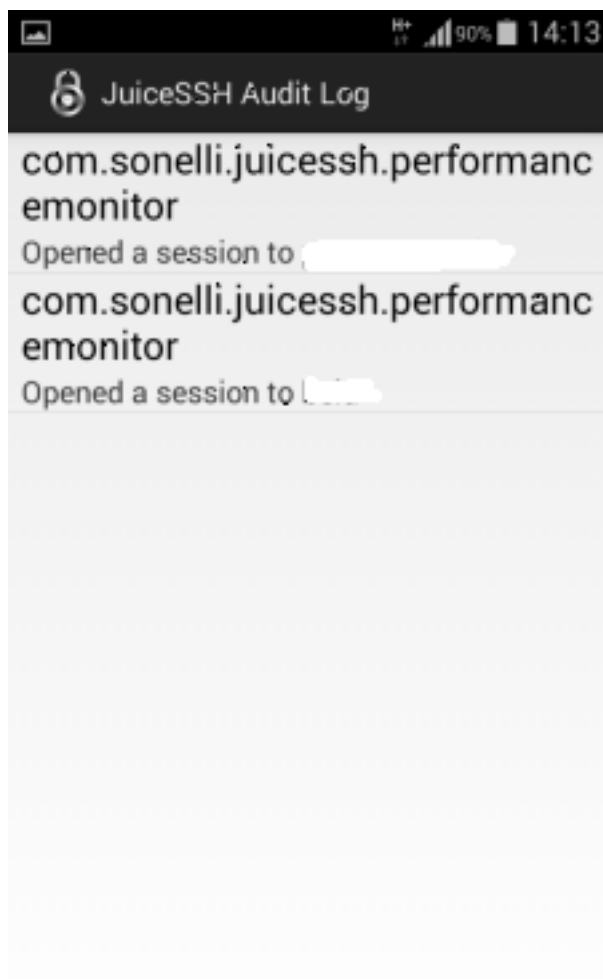 H+ 90% 14:13
JuiceSSH Audit Log
com.sonelli.juicessh.performanc
emonitor
Opened a session to
com.sonelli.juicessh.performanc
emonitor
Opened a session to